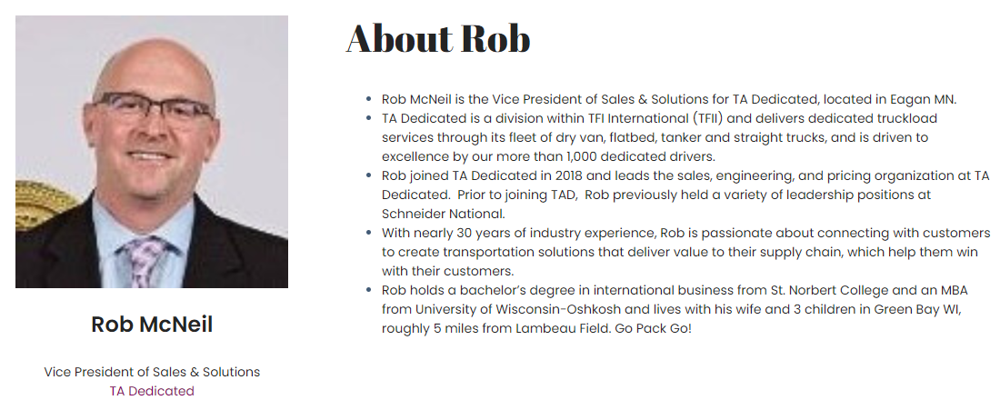 About Rob
Rob McNeil is the Vice President of Sales & Solutions for TA Dedicated, located in Eagan MN.
TA Dedicated is a division within TFI International (TFII) and delivers dedicated truckload
services through its fleet of dry van, flatbed, tanker and straight trucks, and is driven to
excellence by our more than 1,000 dedicated drivers.
Rob joined TA Dedicated in 2018 and leads the sales, engineering, and pricing organization at TA
Dedicated.  Prior to joining TAD,  Rob previously held a variety of leadership positions at
Schneider National.
With nearly 30 years of industry experience, Rob is passionate about connecting with customers
to create transportation solutions that deliver value to their supply chain, which help them win
with their customers.
Rob holds a bachelor’s degree in international business from St. Norbert College and an MBA
from University of Wisconsin-Oshkosh and lives with his wife and 3 children in Green Bay WI,
roughly 5 miles from Lambeau Field. Go Pack Go!
Rob McNeil
Vice President of Sales & Solutions
TA Dedicated